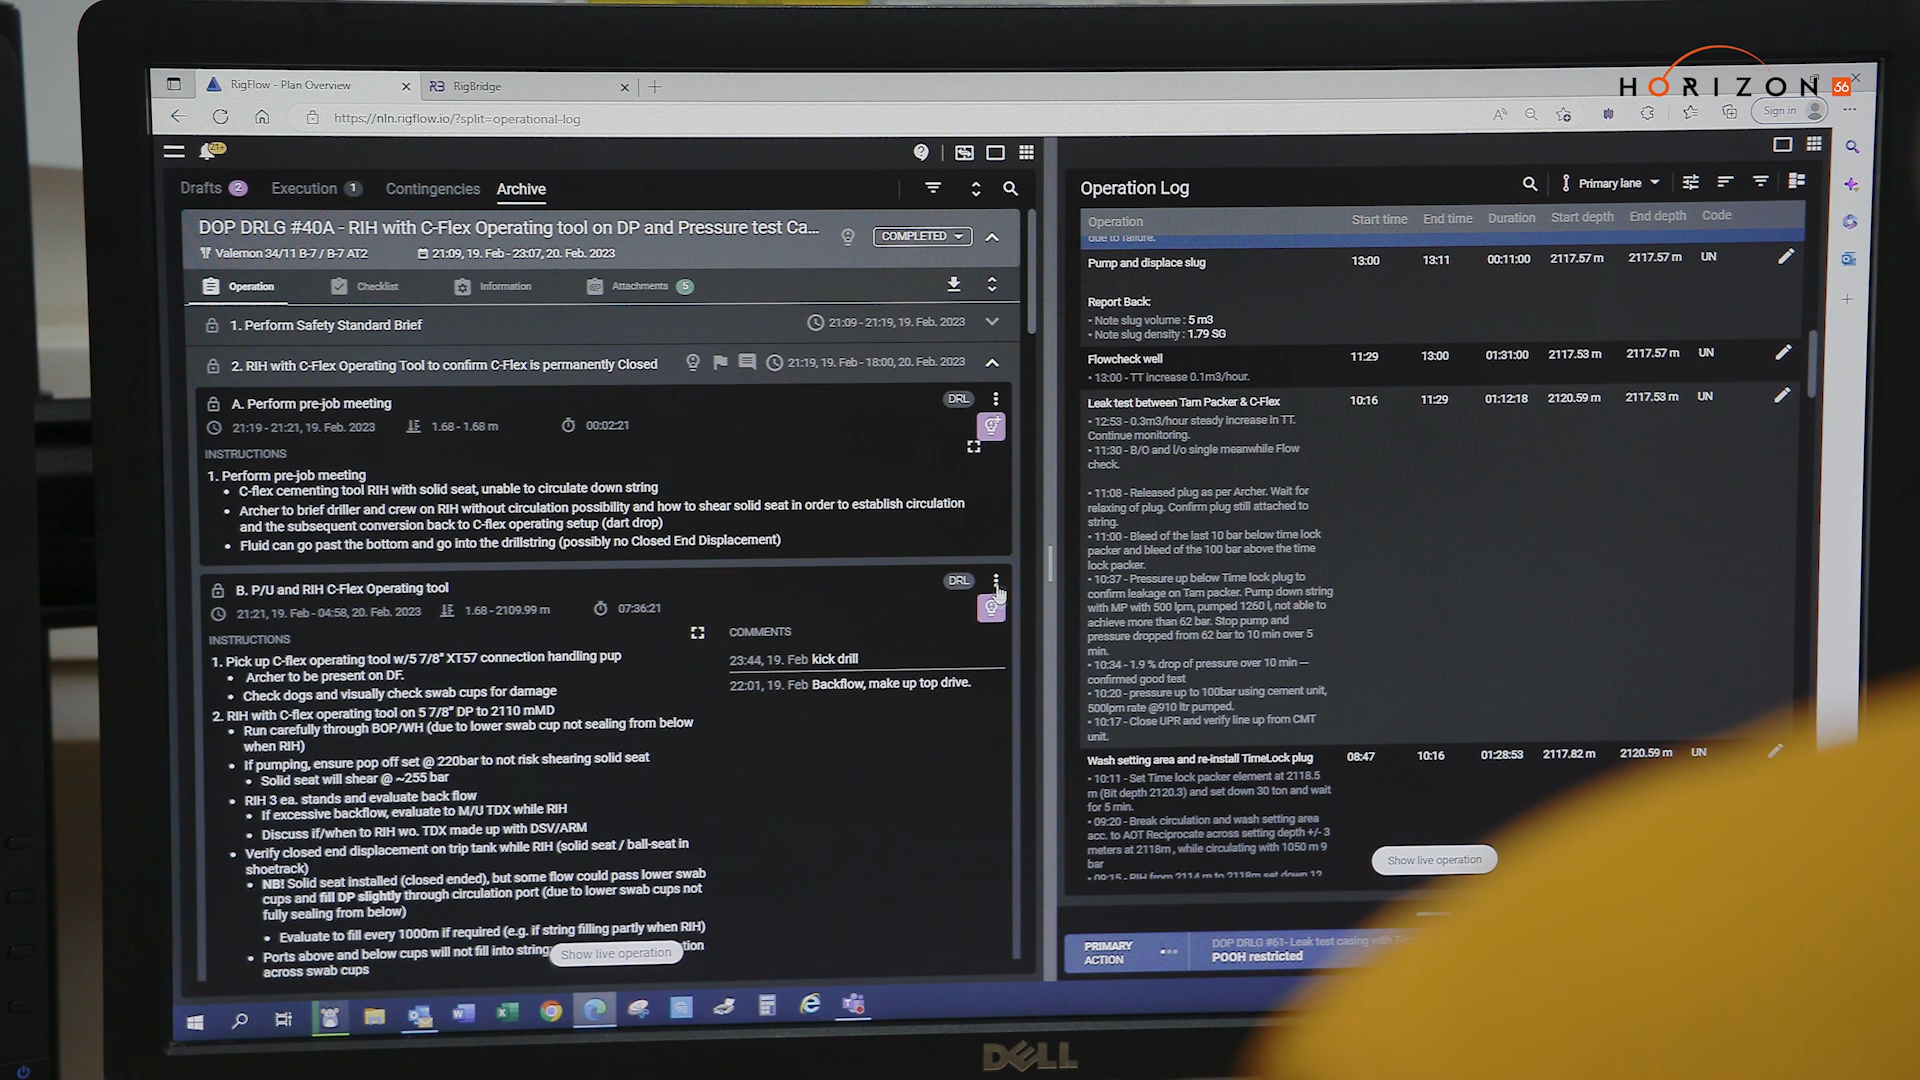 HORIZON 56
RigFlow - Plan Overview
R3 RigBridge
https://nln.rigflow.io/?split=operational-log
Sign in
21+
Drafts 2 Execution 1 Contingencies Archive
DOP DRLG #40A - RIH with C-Flex Operating tool on DP and Pressure test Ca...
COMPLETED
Valemon 34/11 B-7 / B-7 AT2 21:09, 19. Feb - 23:07, 20. Feb. 2023
Operation Checklist Information Attachments 5
1. Perform Safety Standard Brief 21:09 - 21:19, 19. Feb. 2023
2. RIH with C-Flex Operating Tool to confirm C-Flex is permanently Closed 21:19, 19. Feb - 18:00, 20. Feb. 2023
A. Perform pre-job meeting DRL
21:19 - 21:21, 19. Feb. 2023 1.68 - 1.68 m 00:02:21
INSTRUCTIONS
1. Perform pre-job meeting
• C-flex cementing tool RIH with solid seat, unable to circulate down string
• Archer to brief driller and crew on RIH without circulation possibility and how to shear solid seat in order to establish circulation
and the subsequent conversion back to C-flex operating setup (dart drop)
• Fluid can go past the bottom and go into the drillstring (possibly no Closed End Displacement)
B. P/U and RIH C-Flex Operating tool DRL
21:21, 19. Feb - 04:58, 20. Feb. 2023 1.68 - 2109.99 m 07:36:21
INSTRUCTIONS
1. Pick up C-flex operating tool w/5 7/8" XT57 connection handling pup
• Archer to be present on DF.
• Check dogs and visually check swab cups for damage
2. RIH with C-flex operating tool on 5 7/8" DP to 2110 mMD
• Run carefully through BOP/WH (due to lower swab cup not sealing from below
when RIH)
• If pumping, ensure pop off set @ 220bar to not risk shearing solid seat
• Solid seat will shear @ ~255 bar
• RIH 3 ea. stands and evaluate back flow
• If excessive backflow, evaluate to M/U TDX while RIH
• Discuss if/when to RIH wo. TDX made up with DSV/ARM
• Verify closed end displacement on trip tank while RIH (solid seat / ball-seat in
shoetrack)
• NB! Solid seat installed (closed ended), but some flow could pass lower swab
cups and fill DP slightly through circulation port (due to lower swab cups not
fully sealing from below)
• Evaluate to fill every 1000m if required (e.g. if string filling partly when RIH)
• Ports above and below cups will not fill into string; tion
across swab cups
Show live operation
COMMENTS
23:44, 19. Feb kick drill
22:01, 19. Feb Backflow, make up top drive.
Operation Log
Primary lane
Operation Start time End time Duration Start depth End depth Code
due to failure.
Pump and displace slug 13:00 13:11 00:11:00 2117.57 m 2117.57 m UN
Report Back:
• Note slug volume : 5 m3
• Note slug density : 1.79 SG
Flowcheck well 11:29 13:00 01:31:00 2117.53 m 2117.57 m UN
• 13:00 - TT increase 0.1m3/hour.
Leak test between Tam Packer & C-Flex 10:16 11:29 01:12:18 2120.59 m 2117.53 m UN
• 12:53 - 0.3m3/hour steady increase in TT.
Continue monitoring.
• 11:30 - B/O and l/o single meanwhile Flow
check.
• 11:08 - Released plug as per Archer. Wait for
relaxing of plug. Confirm plug still attached to
string.
• 11:00 - Bleed of the last 10 bar below time lock
packer and bleed of the 100 bar above the time
lock packer.
• 10:37 - Pressure up below Time lock plug to
confirm leakage on Tam packer. Pump down string
with MP with 500 lpm, pumped 1260 l, not able to
achieve more than 62 bar. Stop pump and
pressure dropped from 62 bar to 10 min over 5
min.
• 10:34 - 1.9 % drop of pressure over 10 min —
confirmed good test
• 10:20 - pressure up to 100bar using cement unit,
500lpm rate @910 ltr pumped.
• 10:17 - Close UPR and verify line up from CMT
unit.
Wash setting area and re-install TimeLock plug 08:47 10:16 01:28:53 2117.82 m 2120.59 m UN
• 10:11 - Set Time lock packer element at 2118.5
m (Bit depth 2120.3) and set down 30 ton and wait
for 5 min.
• 09:20 - Break circulation and wash setting area
acc. to AOT Reciprocate across setting depth +/- 3
meters at 2118m , while circulating with 1050 m 9
bar
• 09:15 - RIH from 2114 m to 2118m set down 12
Show live operation
PRIMARY
ACTION
DOP DRLG #61- Leak test casing with
POOH restricted
DELL